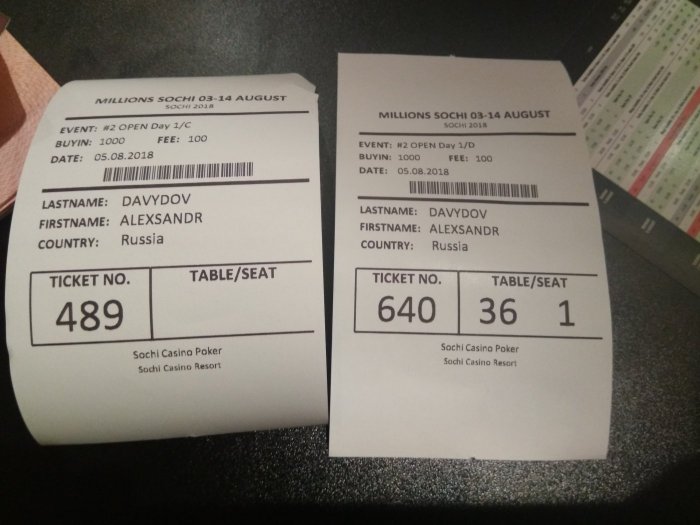 MILLIONS SOCHI 03-14 AUGUST
SOCHI 2018
EVENT: #2 OPEN Day 1/C
BUYIN: 1000 FEE: 100
DATE: 05.08.2018
LASTNAME: DAVYDOV
FIRSTNAME: ALEXSANDR
COUNTRY: Russia
TICKET NO. TABLE/SEAT
489
Sochi Casino Poker
Sochi Casino Resort
MILLIONS SOCHI 03-14 AUGUST
SOCHI 2018
EVENT: #2 OPEN Day 1/D
BUYIN: 1000 FEE: 100
DATE: 05.08.2018
LASTNAME: DAVYDOV
FIRSTNAME: ALEXSANDR
COUNTRY: Russia
TICKET NO. TABLE/SEAT
640 36 1
Sochi Casino Poker
Sochi Casino Resort